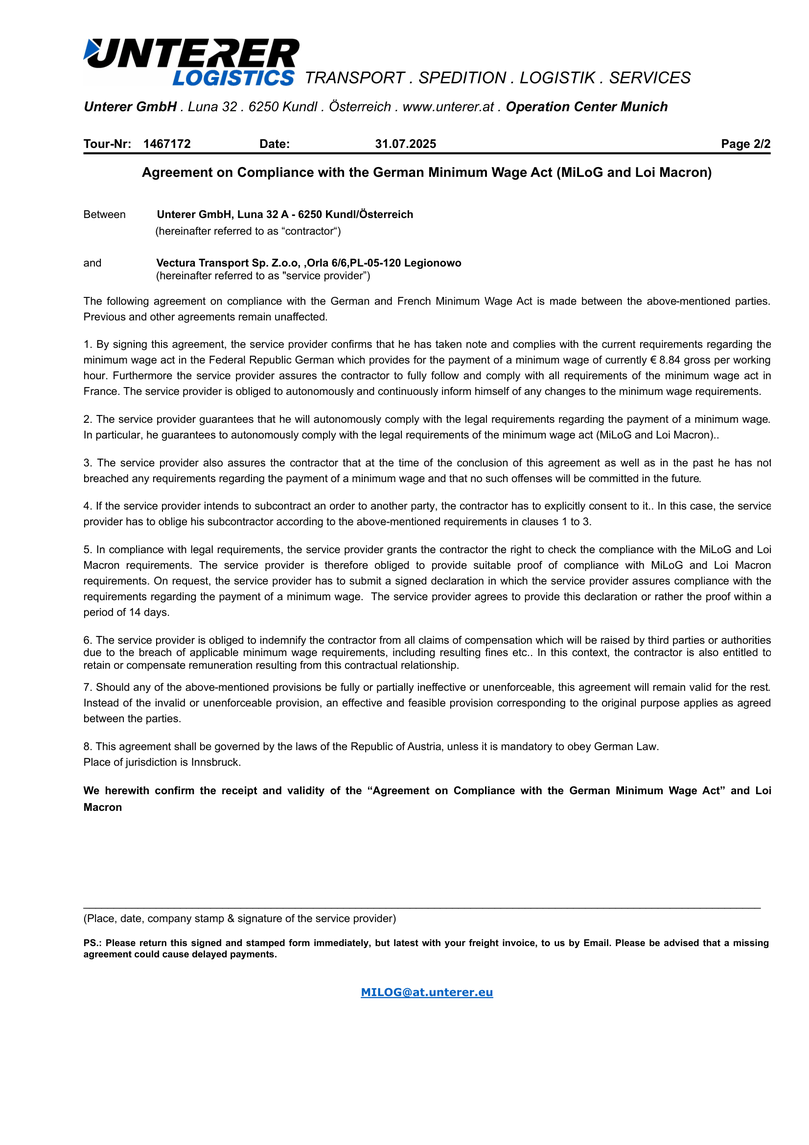 UNTERER
LOGISTICS TRANSPORT . SPEDITION . LOGISTIK . SERVICES
Unterer GmbH . Luna 32 . 6250 Kundl . Österreich . www.unterer.at . Operation Center Munich
Tour-Nr: 1467172 Date: 31.07.2025 Page 2/2
Agreement on Compliance with the German Minimum Wage Act (MiLoG and Loi Macron)
Between Unterer GmbH, Luna 32 A - 6250 Kundl/Österreich
(hereinafter referred to as “contractor“)
and Vectura Transport Sp. Z.o.o, ,Orla 6/6,PL-05-120 Legionowo
(hereinafter referred to as "service provider”)
The following agreement on compliance with the German and French Minimum Wage Act is made between the above-mentioned parties.
Previous and other agreements remain unaffected.
1. By signing this agreement, the service provider confirms that he has taken note and complies with the current requirements regarding the
minimum wage act in the Federal Republic German which provides for the payment of a minimum wage of currently € 8.84 gross per working
hour. Furthermore the service provider assures the contractor to fully follow and comply with all requirements of the minimum wage act in
France. The service provider is obliged to autonomously and continuously inform himself of any changes to the minimum wage requirements.
2. The service provider guarantees that he will autonomously comply with the legal requirements regarding the payment of a minimum wage.
In particular, he guarantees to autonomously comply with the legal requirements of the minimum wage act (MiLoG and Loi Macron)..
3. The service provider also assures the contractor that at the time of the conclusion of this agreement as well as in the past he has not
breached any requirements regarding the payment of a minimum wage and that no such offenses will be committed in the future.
4. If the service provider intends to subcontract an order to another party, the contractor has to explicitly consent to it.. In this case, the service
provider has to oblige his subcontractor according to the above-mentioned requirements in clauses 1 to 3.
5. In compliance with legal requirements, the service provider grants the contractor the right to check the compliance with the MiLoG and Loi
Macron requirements. The service provider is therefore obliged to provide suitable proof of compliance with MiLoG and Loi Macron
requirements. On request, the service provider has to submit a signed declaration in which the service provider assures compliance with the
requirements regarding the payment of a minimum wage. The service provider agrees to provide this declaration or rather the proof within a
period of 14 days.
6. The service provider is obliged to indemnify the contractor from all claims of compensation which will be raised by third parties or authorities
due to the breach of applicable minimum wage requirements, including resulting fines etc.. In this context, the contractor is also entitled to
retain or compensate remuneration resulting from this contractual relationship.
7. Should any of the above-mentioned provisions be fully or partially ineffective or unenforceable, this agreement will remain valid for the rest.
Instead of the invalid or unenforceable provision, an effective and feasible provision corresponding to the original purpose applies as agreed
between the parties.
8. This agreement shall be governed by the laws of the Republic of Austria, unless it is mandatory to obey German Law.
Place of jurisdiction is Innsbruck.
We herewith confirm the receipt and validity of the “Agreement on Compliance with the German Minimum Wage Act” and Loi
Macron
(Place, date, company stamp & signature of the service provider)
PS.: Please return this signed and stamped form immediately, but latest with your freight invoice, to us by Email. Please be advised that a missing
agreement could cause delayed payments.
MILOG@at.unterer.eu